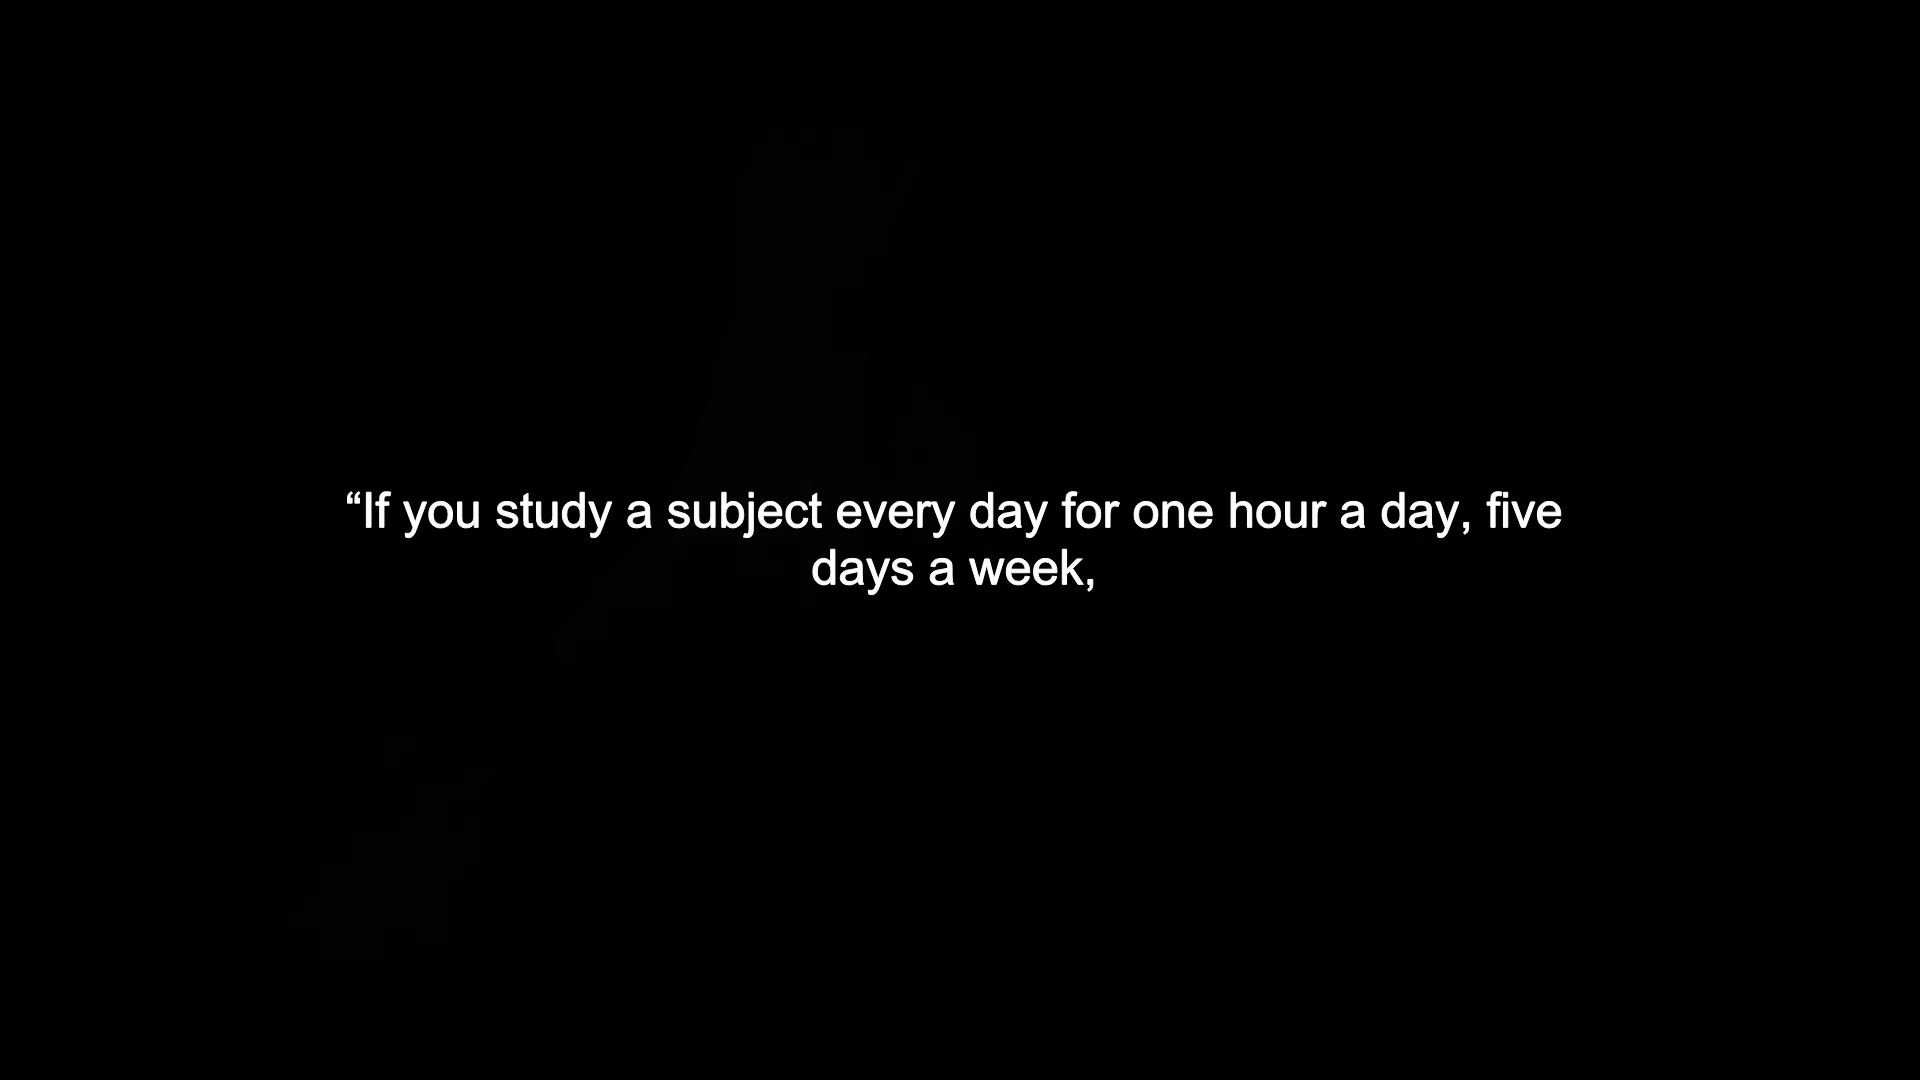 “If you study a subject every day for one hour a day, five
days a week,